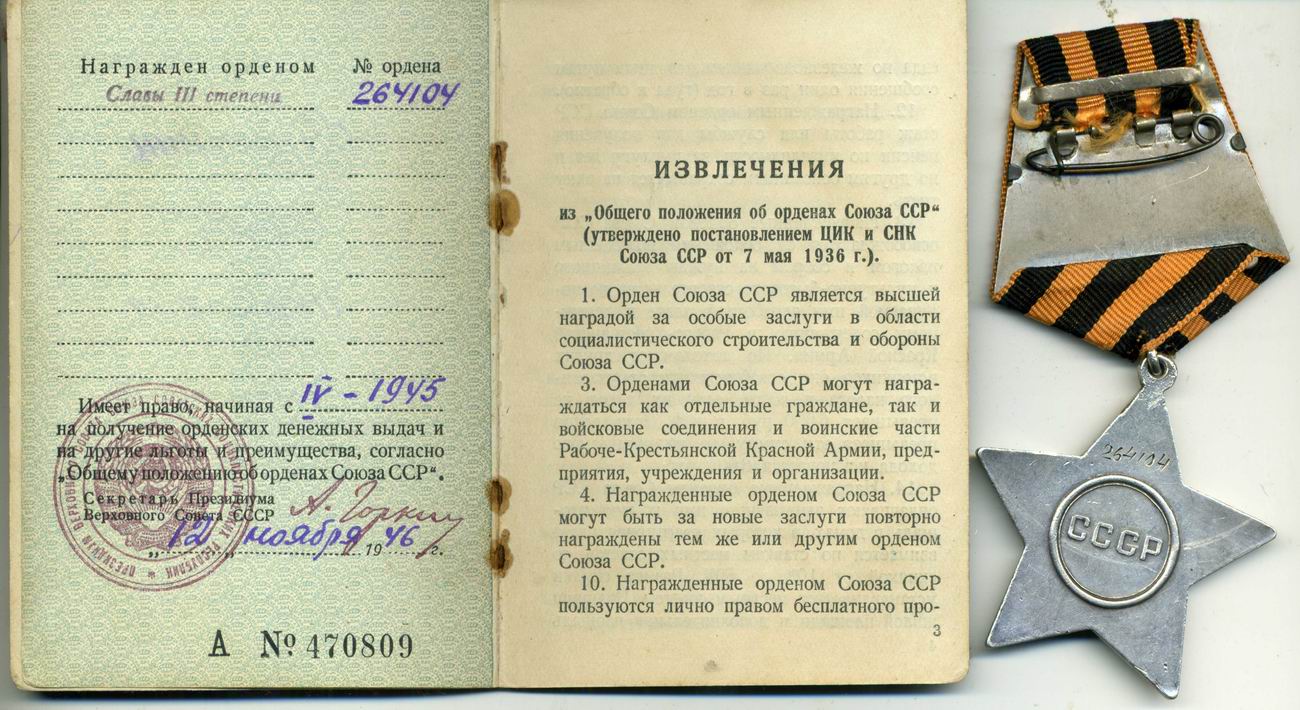 Награжден орденом № ордена
Славы III степени 264104
Имеет право, начиная с IV - 1945
на получение орденских денежных выдач и
на другие льготы и преимущества, согласно
„Общему положению об орденах Союза ССР“.
Секретарь Президиума
Верховного Совета СССР А. Горкин
„12„ ноября 1946 г.
А № 470809
ИЗВЛЕЧЕНИЯ
из „Общего положения об орденах Союза ССР“
(утверждено постановлением ЦИК и СНК
Союза ССР от 7 мая 1936 г.).
1. Орден Союза ССР является высшей
наградой за особые заслуги в области
социалистического строительства и обороны
Союза ССР.
3. Орденами Союза ССР могут награ-
ждаться как отдельные граждане, так и
войсковые соединения и воинские части
Рабоче-Крестьянской Красной Армии, пред-
приятия, учреждения и организации.
4. Награжденные орденом Союза ССР
могут быть за новые заслуги повторно
награждены тем же или другим орденом
Союза ССР.
10. Награжденные орденом Союза ССР
пользуются лично правом бесплатного про-
3
264104
СССР